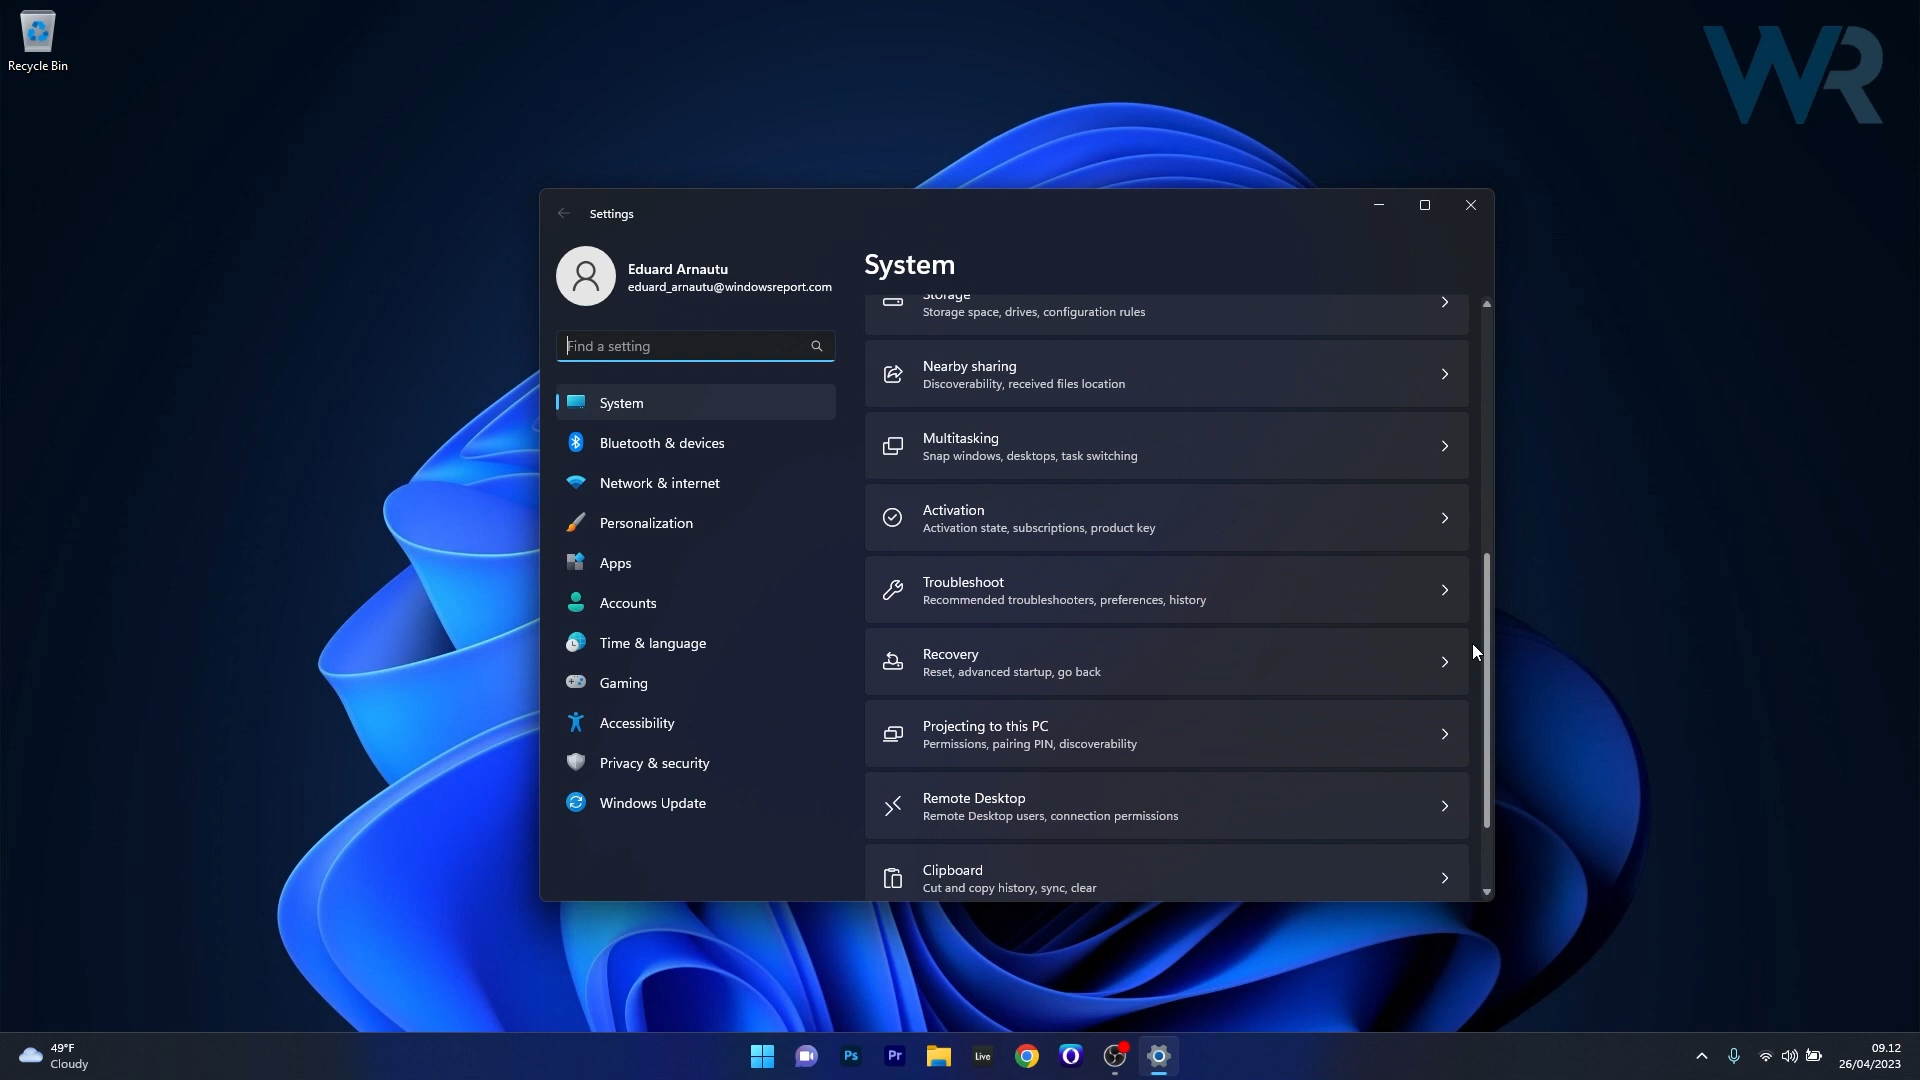 Recycle Bin
WR
Settings
Eduard Arnautu
eduard_arnautu@windowsreport.com
Find a setting
System
Bluetooth & devices
Network & internet
Personalization
Apps
Accounts
Time & language
Gaming
Accessibility
Privacy & security
Windows Update
System
Storage
Storage space, drives, configuration rules
Nearby sharing
Discoverability, received files location
Multitasking
Snap windows, desktops, task switching
Activation
Activation state, subscriptions, product key
Troubleshoot
Recommended troubleshooters, preferences, history
Recovery
Reset, advanced startup, go back
Projecting to this PC
Permissions, pairing PIN, discoverability
Remote Desktop
Remote Desktop users, connection permissions
Clipboard
Cut and copy history, sync, clear
49°F
Cloudy
Ps
Pr
Live
09.12
26/04/2023